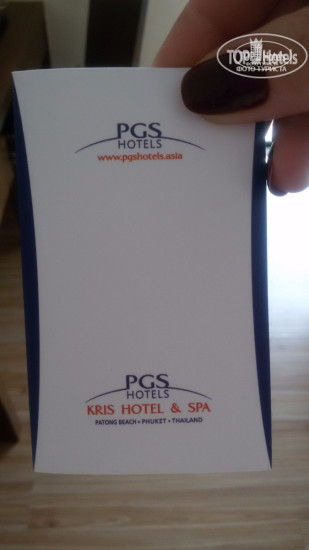 TOP Hotels
ФОТО ТУРИСТА
PGS
HOTELS
www.pgshotels.asia
PGS
HOTELS
KRIS HOTEL & SPA
PATONG BEACH • PHUKET • THAILAND